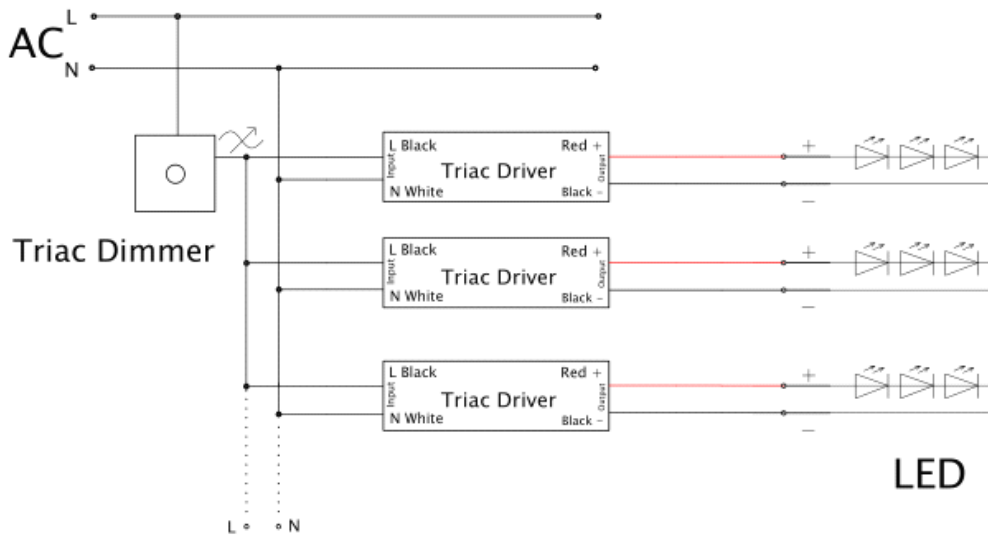 L
AC
N
L Black
Red +
Input
Triac Driver
Output
N White
Black -
Triac Dimmer
L Black
Red +
Input
Triac Driver
Output
N White
Black -
L Black
Red +
Input
Triac Driver
Output
N White
Black -
+
−
+
−
+
−
LED
L
N